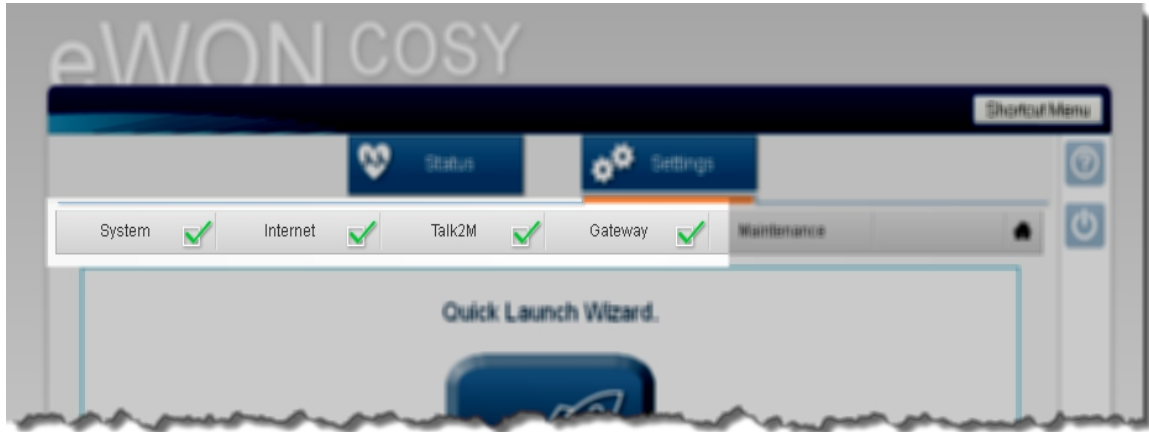 eWON COSY
Shortcut Menu
Status
Settings
System
Internet
Talk2M
Gateway
Maintenance
Quick Launch Wizard.